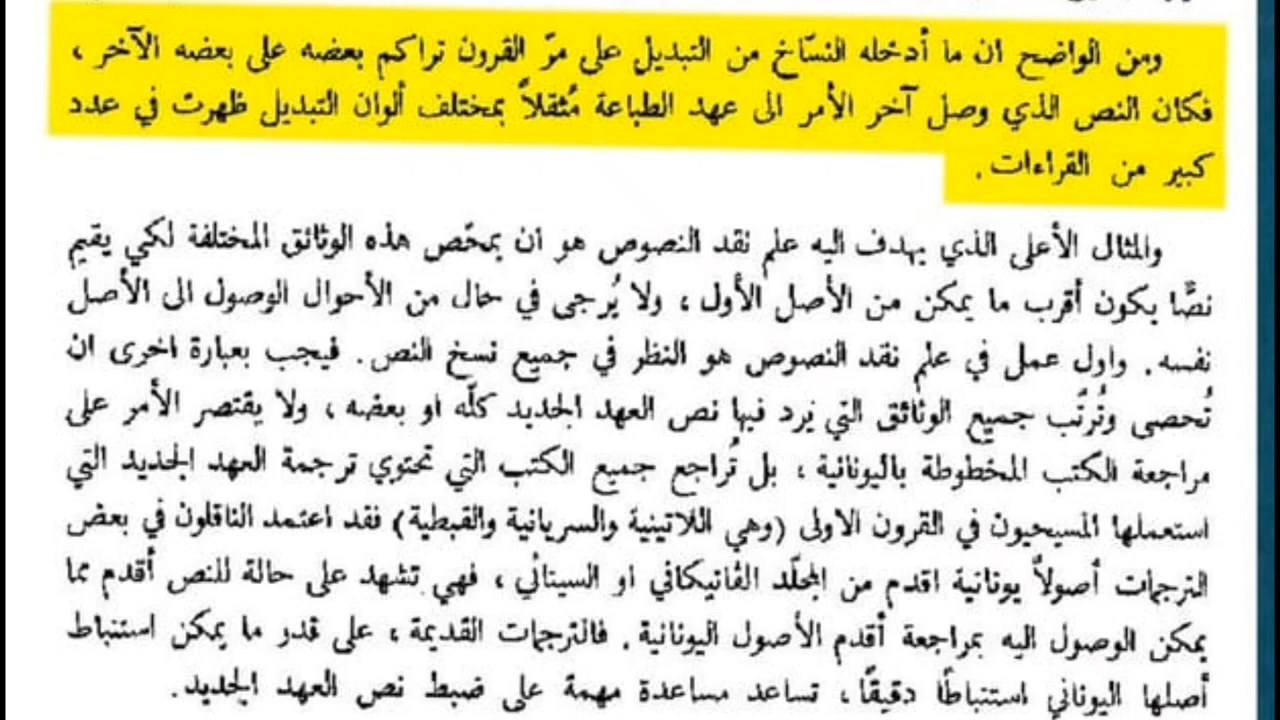 ومن الواضح ان ما أدخله النسّاخ من التبديل على مرّ القرون تراكم بعضه على بعضه الآخر ،
فكان النص الذي وصل آخر الأمر الى عهد الطباعة مُثقلاً بمختلف ألوان التبديل ظهرت في عدد
كبير من القراءات .
والمثال الأعلى الذي يهدف اليه علم نقد النصوص هو ان يمحّص هذه الوثائق المختلفة لكي يقيم
نصًّا يكون أقرب ما يمكن من الأصل الأول ، ولا يُرجى في حال من الأحوال الوصول الى الأصل
نفسه . واول عمل في علم نقد النصوص هو النظر في جميع نسخ النص . فيجب بعبارة اخرى ان
تُحصى وتُرتَّب جميع الوثائق التي يرد فيها نص العهد الجديد كلّه او بعضه ، ولا يقتصر الأمر على
مراجعة الكتب المخطوطة باليونانية ، بل تُراجع جميع الكتب التي تحتوي ترجمة العهد الجديد التي
استعملها المسيحيون في القرون الاولى (وهي اللاتينية والسريانية والقبطية) فقد اعتمد الناقلون في بعض
الترجمات أصولاً يونانية اقدم من المجلّد الفاتيكاني او السينائي ، فهي تشهد على حالة للنص أقدم مما
يمكن الوصول اليه بمراجعة أقدم الأصول اليونانية . فالترجمات القديمة ، على قدر ما يمكن استنباط
أصلها اليوناني استنباطًا دقيقًا ، تساعد مساعدة مهمة على ضبط نص العهد الجديد .